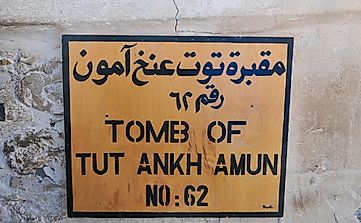 مقبرة توت عنخ آمون
رقم ٦٢
TOMB OF
TUT ANKH AMUN
NO:62